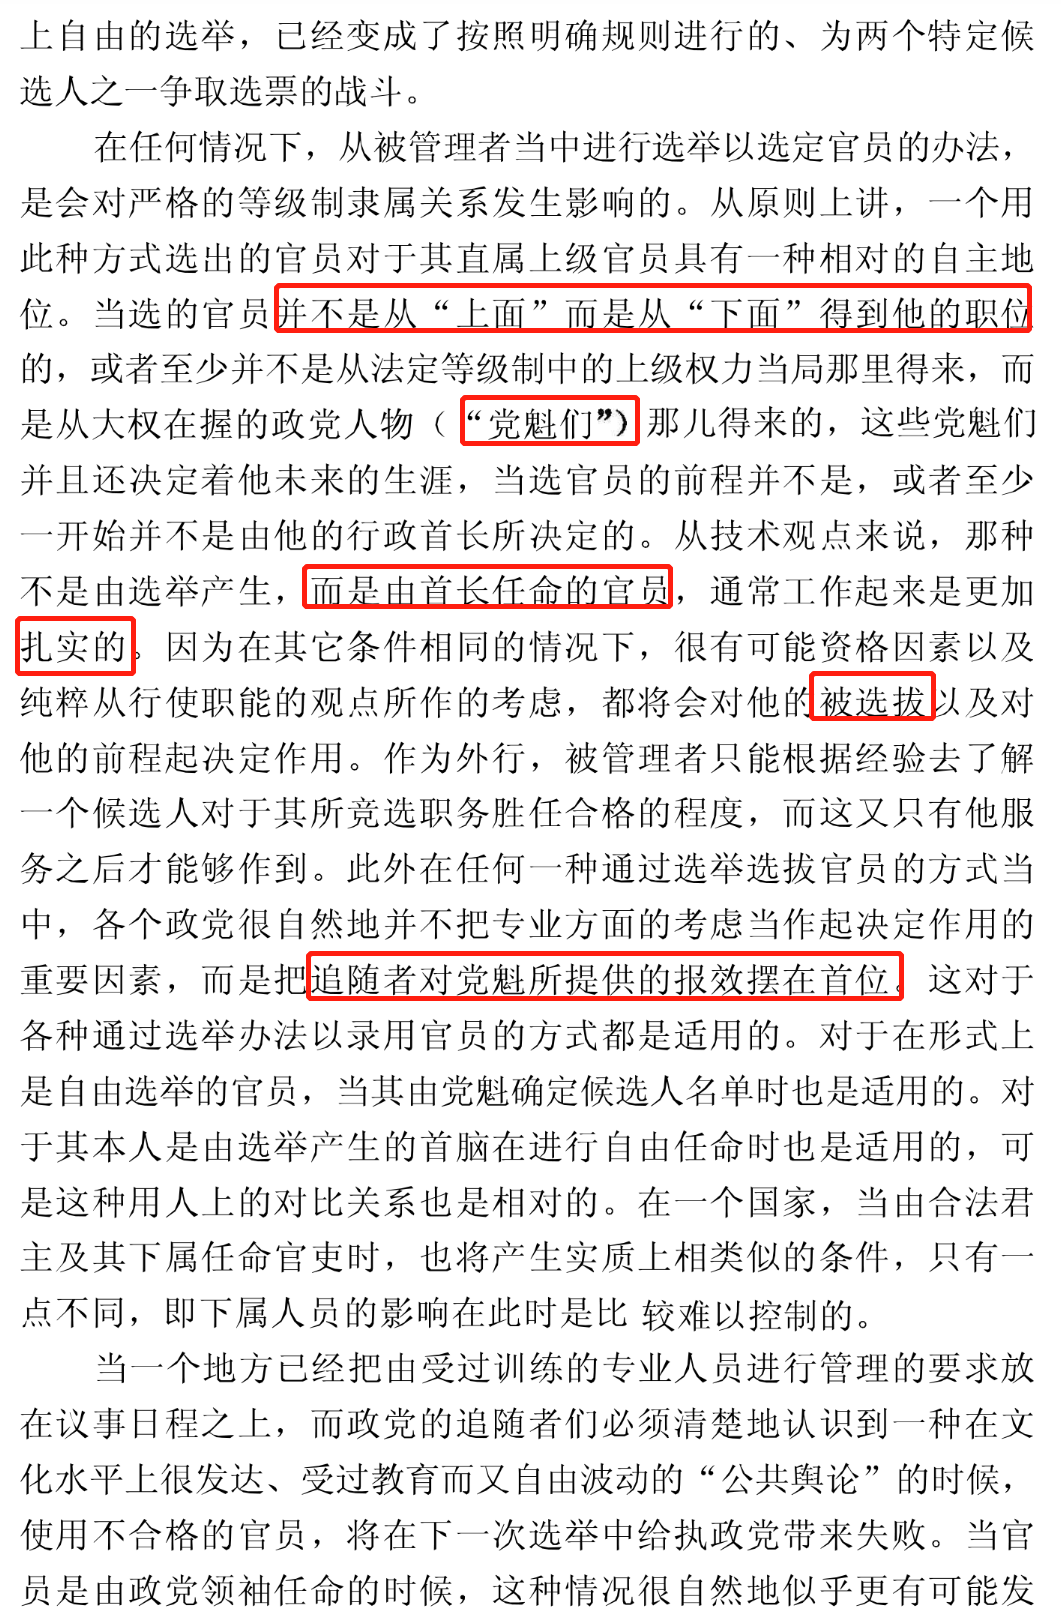 上自由的选举，已经变成了按照明确规则进行的、为两个特定候
选人之一争取选票的战斗。
在任何情况下，从被管理者当中进行选举以选定官员的办法，
是会对严格的等级制隶属关系发生影响的。从原则上讲，一个用
此种方式选出的官员对于其直属上级官员具有一种相对的自主地
位。当选的官员并不是从“上面”而是从“下面”得到他的职位
的，或者至少并不是从法定等级制中的上级权力当局那里得来，而
是从大权在握的政党人物（“党魁们”）那儿得来的，这些党魁们
并且还决定着他未来的生涯，当选官员的前程并不是，或者至少
一开始并不是由他的行政首长所决定的。从技术观点来说，那种
不是由选举产生，而是由首长任命的官员，通常工作起来是更加
扎实的。因为在其它条件相同的情况下，很有可能资格因素以及
纯粹从行使职能的观点所作的考虑，都将会对他的被选拔以及对
他的前程起决定作用。作为外行，被管理者只能根据经验去了解
一个候选人对于其所竞选职务胜任合格的程度，而这又只有他服
务之后才能够作到。此外在任何一种通过选举选拔官员的方式当
中，各个政党很自然地并不把专业方面的考虑当作起决定作用的
重要因素，而是把追随者对党魁所提供的报效摆在首位。这对于
各种通过选举办法以录用官员的方式都是适用的。对于在形式上
是自由选举的官员，当其由党魁确定候选人名单时也是适用的。对
于其本人是由选举产生的首脑在进行自由任命时也是适用的，可
是这种用人上的对比关系也是相对的。在一个国家，当由合法君
主及其下属任命官吏时，也将产生实质上相类似的条件，只有一
点不同，即下属人员的影响在此时是比较难以控制的。
当一个地方已经把由受过训练的专业人员进行管理的要求放
在议事日程之上，而政党的追随者们必须清楚地认识到一种在文
化水平上很发达、受过教育而又自由波动的“公共舆论”的时候，
使用不合格的官员，将在下一次选举中给执政党带来失败。当官
员是由政党领袖任命的时候，这种情况很自然地似乎更有可能发